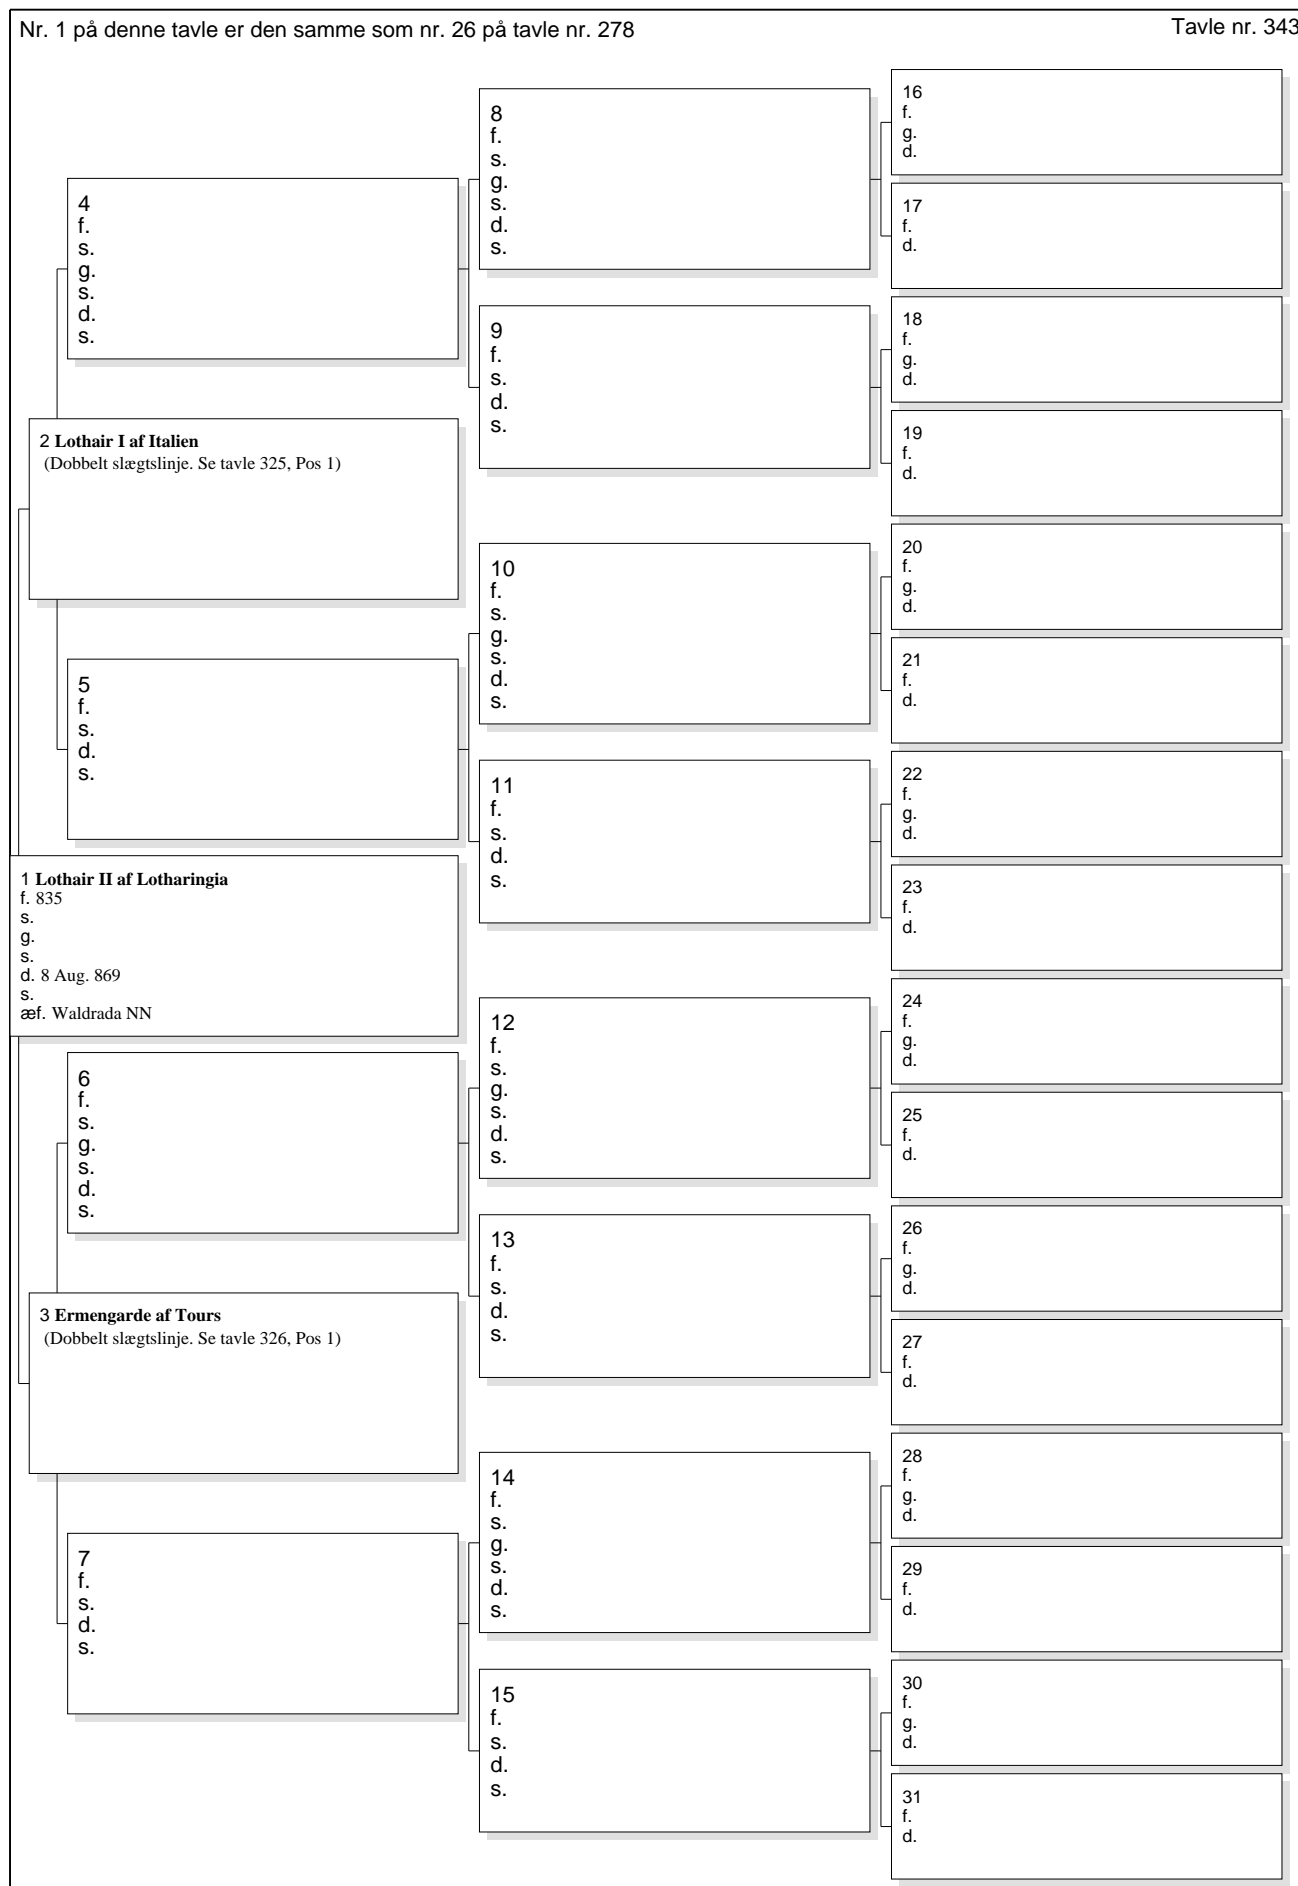 Nr. 1 på denne tavle er den samme som nr. 26 på tavle nr. 278
Tavle nr. 343
1 Lothair II af Lotharingia
f. 835
s.
g.
s.
d. 8 Aug. 869
s.
æf. Waldrada NN
2 Lothair I af Italien
(Dobbelt slægtslinje. Se tavle 325, Pos 1)
3 Ermengarde af Tours
(Dobbelt slægtslinje. Se tavle 326, Pos 1)
4
f.
s.
g.
s.
d.
s.
5
f.
s.
d.
s.
6
f.
s.
g.
s.
d.
s.
7
f.
s.
d.
s.
8
f.
s.
g.
s.
d.
s.
9
f.
s.
d.
s.
10
f.
s.
g.
s.
d.
s.
11
f.
s.
d.
s.
12
f.
s.
g.
s.
d.
s.
13
f.
s.
d.
s.
14
f.
s.
g.
s.
d.
s.
15
f.
s.
d.
s.
16
f.
g.
d.
17
f.
d.
18
f.
g.
d.
19
f.
d.
20
f.
g.
d.
21
f.
d.
22
f.
g.
d.
23
f.
d.
24
f.
g.
d.
25
f.
d.
26
f.
g.
d.
27
f.
d.
28
f.
g.
d.
29
f.
d.
30
f.
g.
d.
31
f.
d.